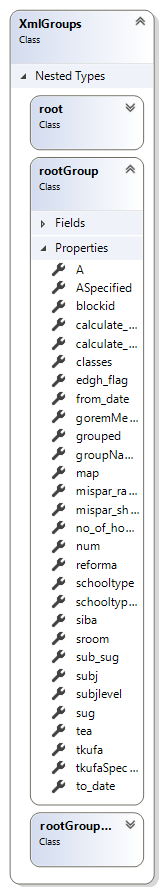 XmlGroups
Class
Nested Types
root
Class
rootGroup
Class
Fields
Properties
A
ASpecified
blockid
calculate_...
calculate_...
classes
edgh_flag
from_date
goremMe...
grouped
groupNa...
map
mispar_ra...
mispar_sh...
no_of_ho...
num
reforma
schooltype
schooltyp...
siba
sroom
sub_sug
subj
subjlevel
sug
tea
tkufa
tkufaSpec...
to_date
rootGroup...
Class